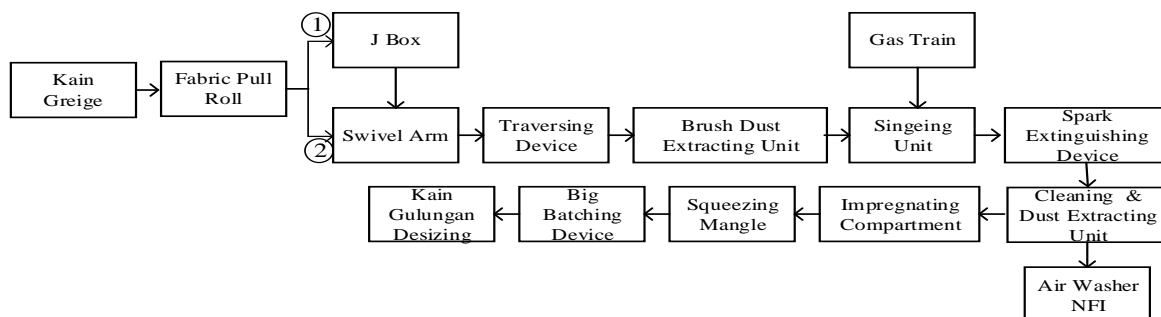 1
J Box
Gas Train
Kain
Greige
Fabric Pull
Roll
2
Swivel Arm
Traversing
Device
Brush Dust
Extracting Unit
Singeing
Unit
Spark
Extinguishing
Device
Kain
Gulungan
Desizing
Big
Batching
Device
Squeezing
Mangle
Impregnating
Compartment
Cleaning &
Dust Extracting
Unit
Air Washer
NFI